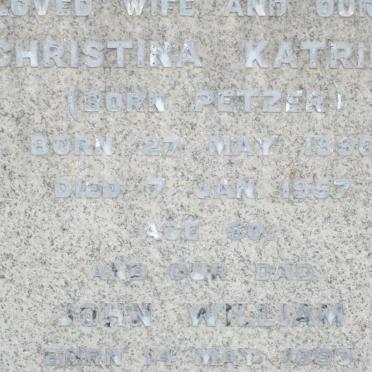 LOVED WIFE AND OUR
CHRISTINA KATRI
(BORN PETZER)
BORN 27 MAY 1896
DIED 7 JAN. 1957
AGE 60
AND OUR DAD
JOHN WILLIAM
BORN 14 MAY 1897